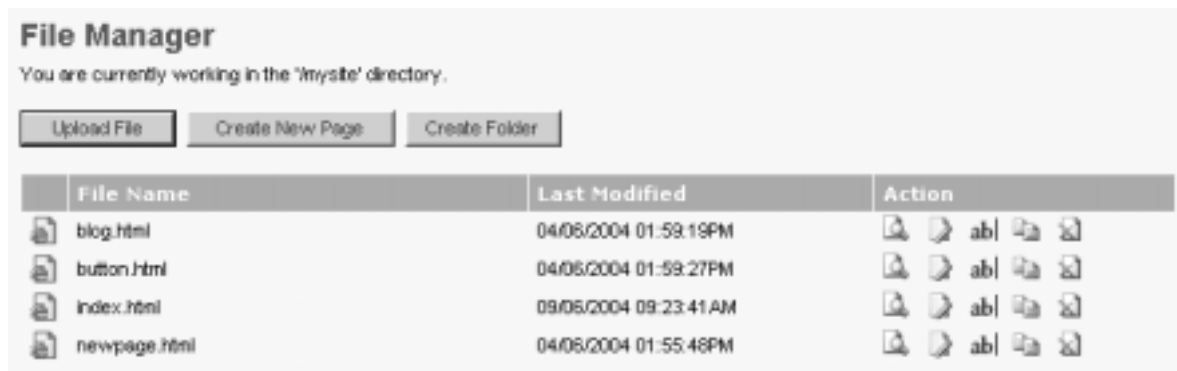 File Manager
You are currently working in the '/mysite' directory.
Upload File Create New Page Create Folder
File Name Last Modified Action
blog.html 04/06/2004 01:59:19PM ab|
button.html 04/06/2004 01:59:27PM ab|
index.html 09/06/2004 09:23:41AM ab|
newpage.html 04/06/2004 01:55:48PM ab|